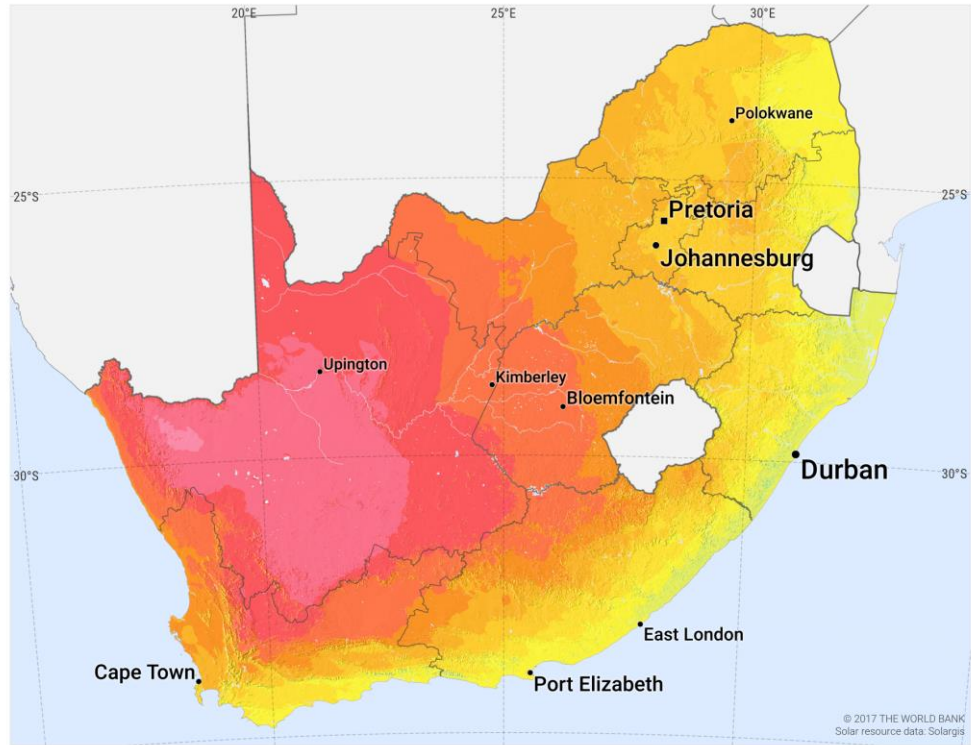 20°E
25°E
30°E
Polokwane
25°S
25°S
Pretoria
Johannesburg
Upington
Kimberley
Bloemfontein
30°S
30°S
Durban
East London
Cape Town
Port Elizabeth
© 2017 THE WORLD BANK
Solar resource data: Solargis